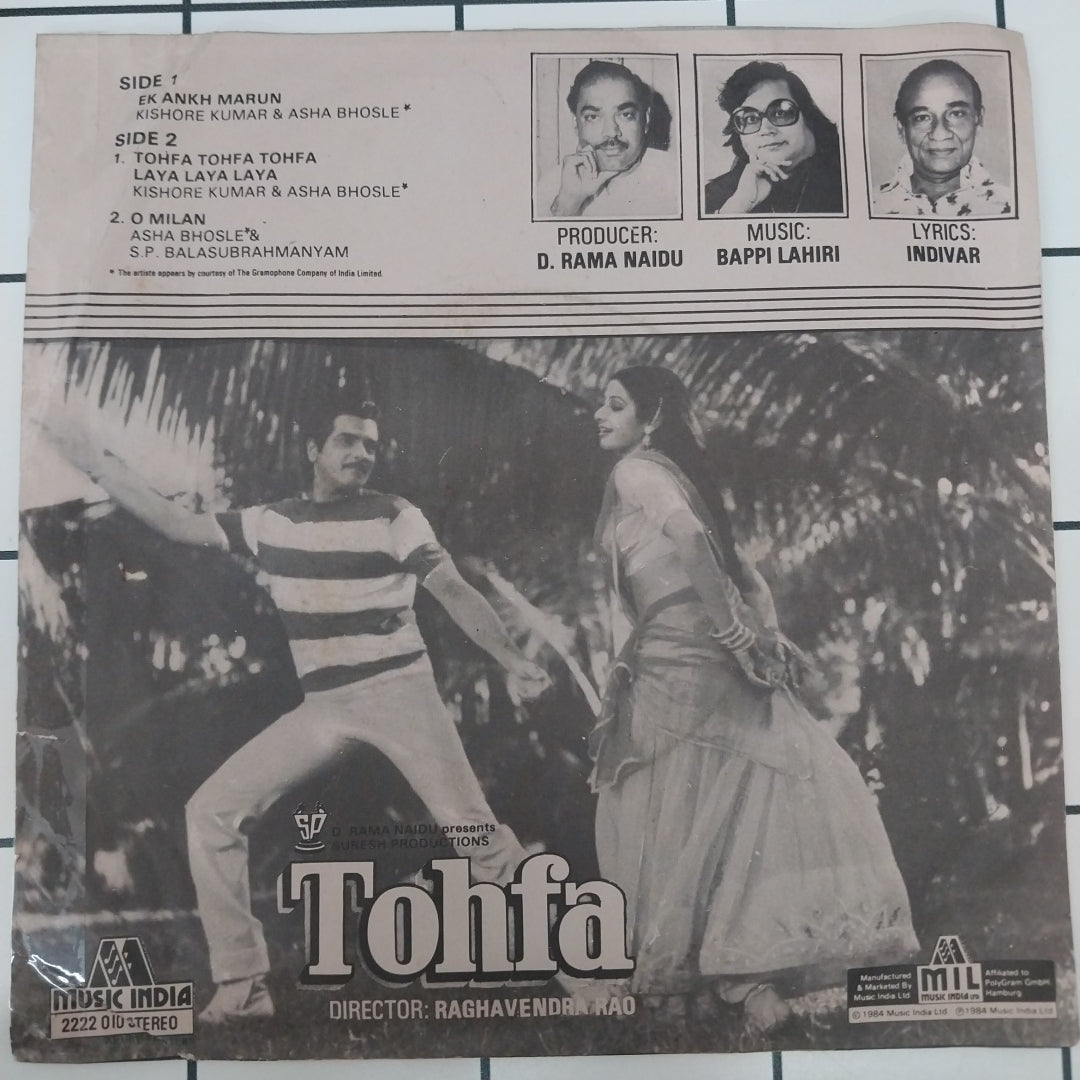 SIDE 1
EK ANKH MARUN
KISHORE KUMAR & ASHA BHOSLE*
SIDE 2
1. TOHFA TOHFA TOHFA
LAYA LAYA LAYA
KISHORE KUMAR & ASHA BHOSLE*
2. O MILAN
ASHA BHOSLE*&
S.P. BALASUBRAHMANYAM
* The artiste appears by courtesy of The Gramophone Company of India Limited.
PRODUCER:
D. RAMA NAIDU
MUSIC:
BAPPI LAHIRI
LYRICS:
INDIVAR
SP
D. RAMA NAIDU presents
SURESH PRODUCTIONS
Tohfa
DIRECTOR: RAGHAVENDRA RAO
MUSIC INDIA
2222 010 STEREO
Manufactured
& Marketed By
Music India Ltd
MIL
MUSIC INDIA LTD
Affiliated to
PolyGram GmbH,
Hamburg
© 1984 Music India Ltd ℗ 1984 Music India Ltd